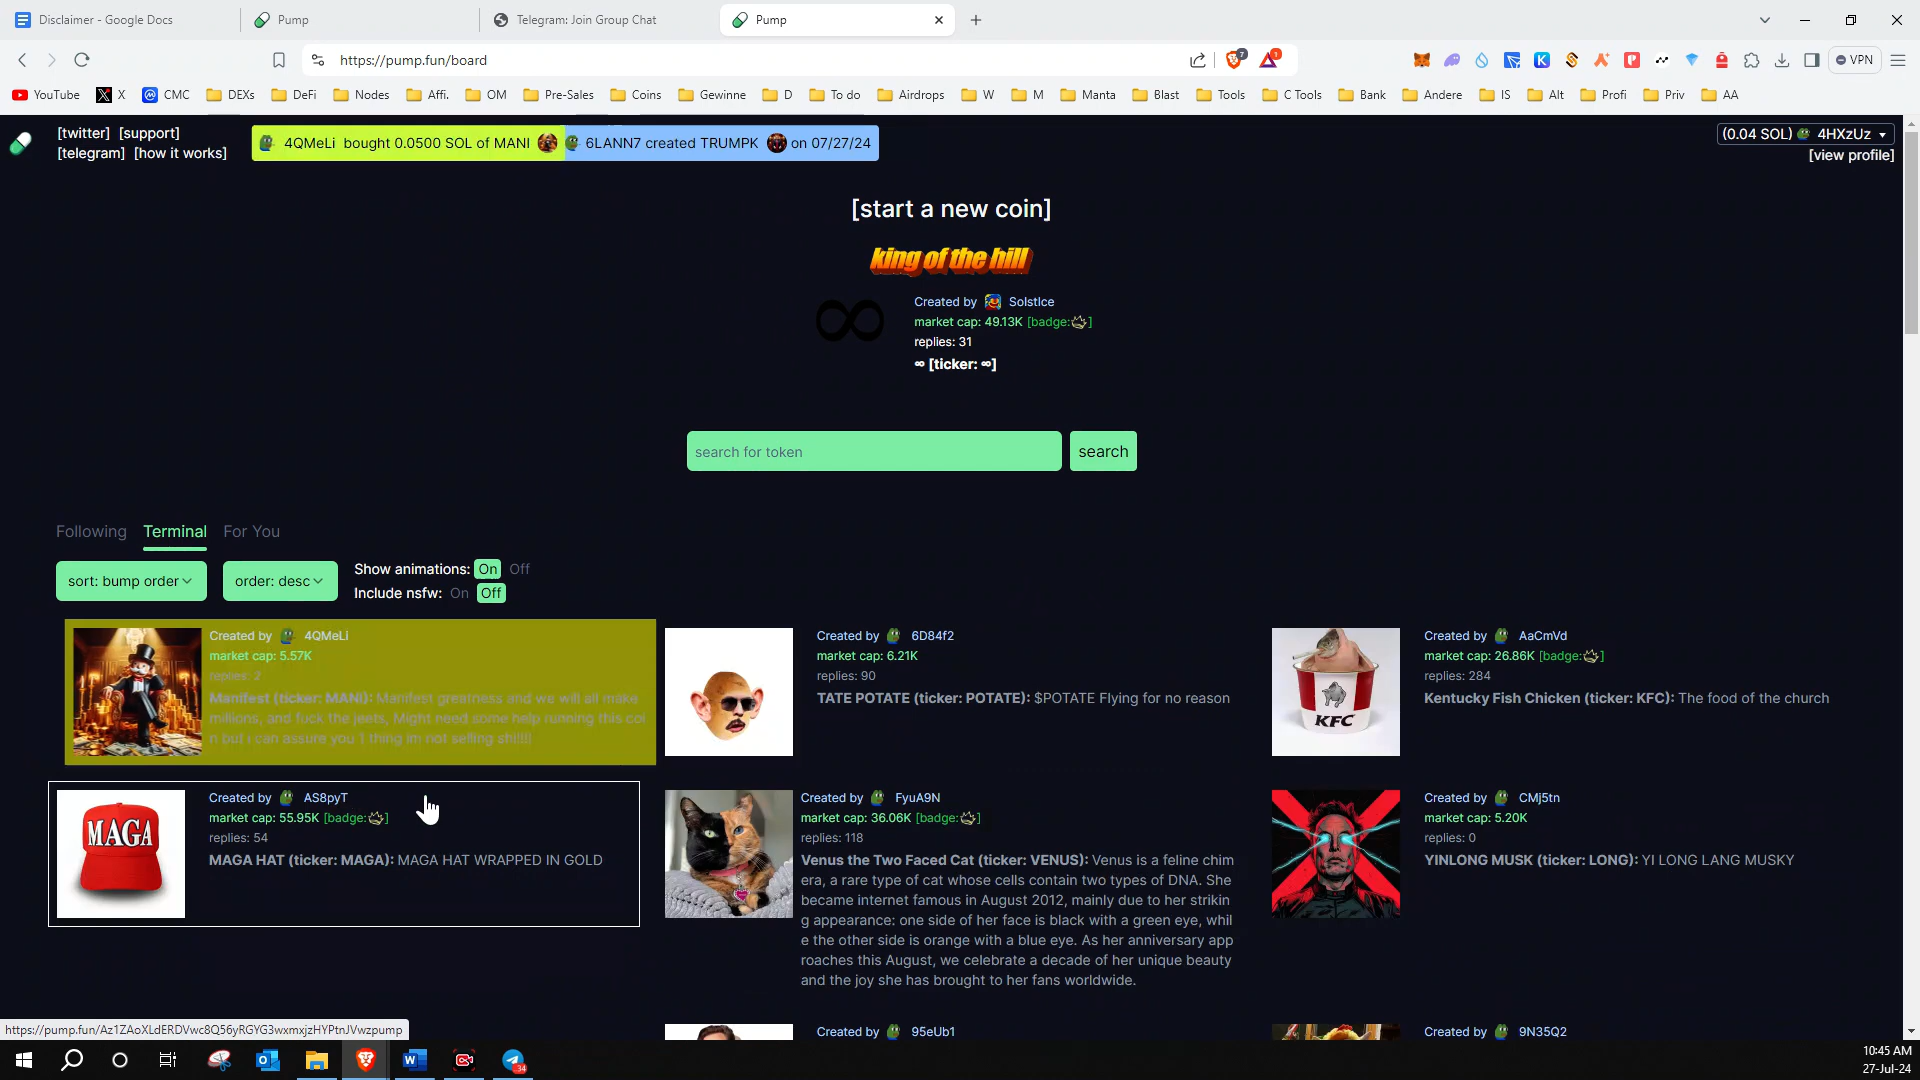 Disclaimer - Google Docs
Pump
Telegram: Join Group Chat
Pump
https://pump.fun/board
7
1
VPN
YouTube
X
CMC
DEXs
DeFi
Nodes
Affi.
OM
Pre-Sales
Coins
Gewinne
D
To do
Airdrops
W
M
Manta
Blast
Tools
C Tools
Bank
Andere
IS
Alt
Profi
Priv
AA
[twitter] [support]
[telegram] [how it works]
4QMeLi bought 0.0500 SOL of MANI
6LANN7 created TRUMPK on 07/27/24
(0.04 SOL) 4HXzUz
[view profile]
[start a new coin]
king of the hill
∞
Created by SolstIce
market cap: 49.13K [badge: ]
replies: 31
∞ [ticker: ∞]
search for token
search
Following Terminal For You
sort: bump order
order: desc
Show animations: On Off
Include nsfw: On Off
Created by 4QMeLi
market cap: 5.57K
replies: 2
Manifest (ticker: MANI): Manifest greatness and we will all make
millions, and fuck the jeets, Might need some help running this coi
n but i can assure you 1 thing im not selling shi!!!!
Created by 6D84f2
market cap: 6.21K
replies: 90
TATE POTATE (ticker: POTATE): $POTATE Flying for no reason
KFC
Created by AaCmVd
market cap: 26.86K [badge: ]
replies: 284
Kentucky Fish Chicken (ticker: KFC): The food of the church
MAGA
Created by AS8pyT
market cap: 55.95K [badge: ]
replies: 54
MAGA HAT (ticker: MAGA): MAGA HAT WRAPPED IN GOLD
Created by FyuA9N
market cap: 36.06K [badge: ]
replies: 118
Venus the Two Faced Cat (ticker: VENUS): Venus is a feline chim
era, a rare type of cat whose cells contain two types of DNA. She
became internet famous in August 2012, mainly due to her strikin
g appearance: one side of her face is black with a green eye, whil
e the other side is orange with a blue eye. As her anniversary app
roaches this August, we celebrate a decade of her unique beauty
and the joy she has brought to her fans worldwide.
Created by CMj5tn
market cap: 5.20K
replies: 0
YINLONG MUSK (ticker: LONG): YI LONG LANG MUSKY
Created by 95eUb1
Created by 9N35Q2
https://pump.fun/Az1ZAoXLdERDVwc8Q56yRGYG3wxmxjzHYPtnJVwzpump
34
10:45 AM
27-Jul-24